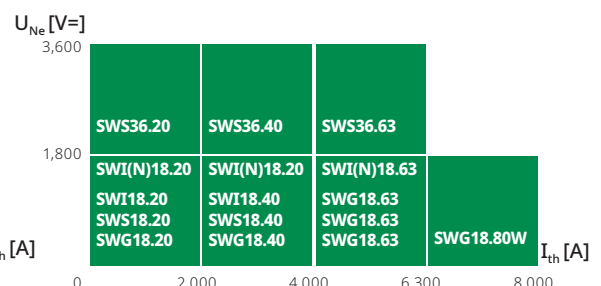 U_Ne [V=]
3,600
SWS36.20 SWS36.40 SWS36.63
1,800
SWI(N)18.20 SWI(N)18.20 SWI(N)18.63
SWI18.20 SWI18.40 SWG18.63
SWS18.20 SWS18.40 SWG18.63
SWG18.20 SWG18.40 SWG18.63 SWG18.80W
h [A] I_th [A]
0 2,000 4,000 6,300 8,000